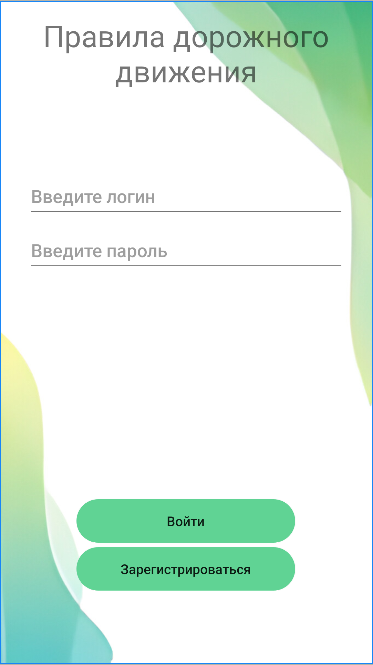 Правила дорожного
движения
Введите логин
Введите пароль
Войти
Зарегистрироваться